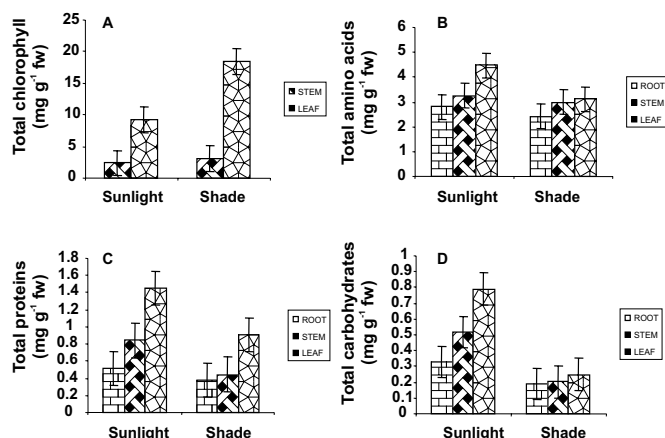 A
Total chlorophyll
(mg g-1 fw)
25
20
15
10
5
0
Sunlight Shade
STEM
LEAF
B
Total amino acids
(mg g-1 fw)
6
5
4
3
2
1
0
Sunlight Shade
ROOT
STEM
LEAF
C
Total proteins
(mg g-1 fw)
1.8
1.6
1.4
1.2
1
0.8
0.6
0.4
0.2
0
Sunlight Shade
ROOT
STEM
LEAF
D
Total carbohydrates
(mg g-1 fw)
1
0.9
0.8
0.7
0.6
0.5
0.4
0.3
0.2
0.1
0
Sunlight Shade
ROOT
STEM
LEAF